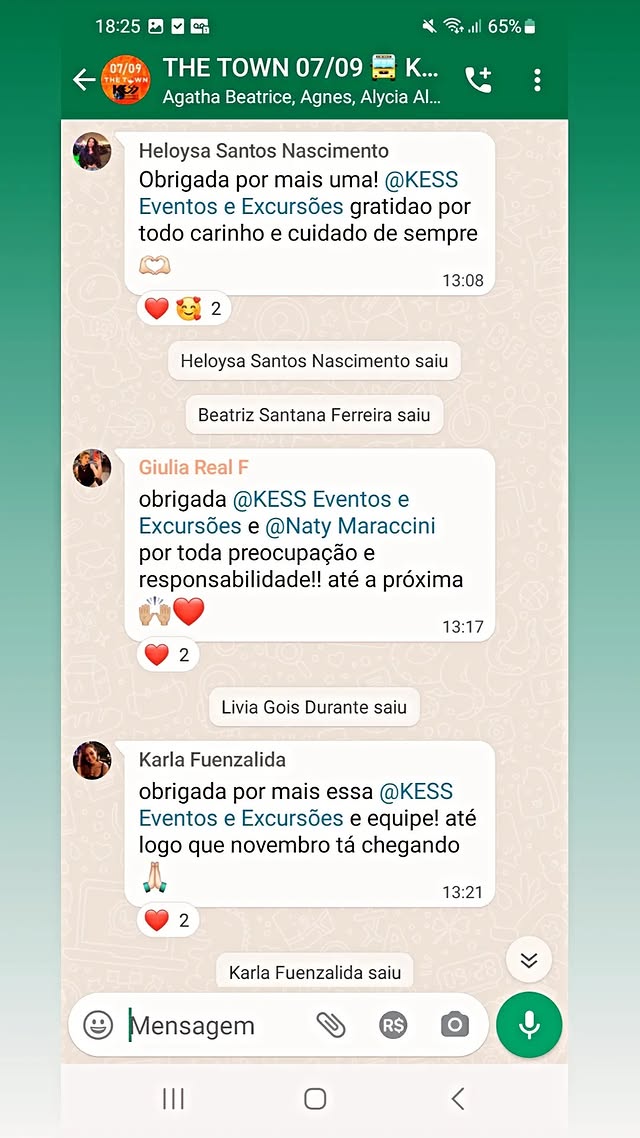 18:25
65%
07/09
THE TOWN
KESS
THE TOWN 07/09 🚌 K...
Agatha Beatrice, Agnes, Alycia Al...
Heloysa Santos Nascimento
Obrigada por mais uma! @KESS
Eventos e Excursões gratidao por
todo carinho e cuidado de sempre
🫶🏻
13:08
❤️ 🥰 2
Heloysa Santos Nascimento saiu
Beatriz Santana Ferreira saiu
Giulia Real F
obrigada @KESS Eventos e
Excursões e @Naty Maraccini
por toda preocupação e
responsabilidade!! até a próxima
🙌🏼❤️
13:17
❤️ 2
Livia Gois Durante saiu
Karla Fuenzalida
obrigada por mais essa @KESS
Eventos e Excursões e equipe! até
logo que novembro tá chegando
🙏🏻
13:21
❤️ 2
Karla Fuenzalida saiu
Mensagem
R$